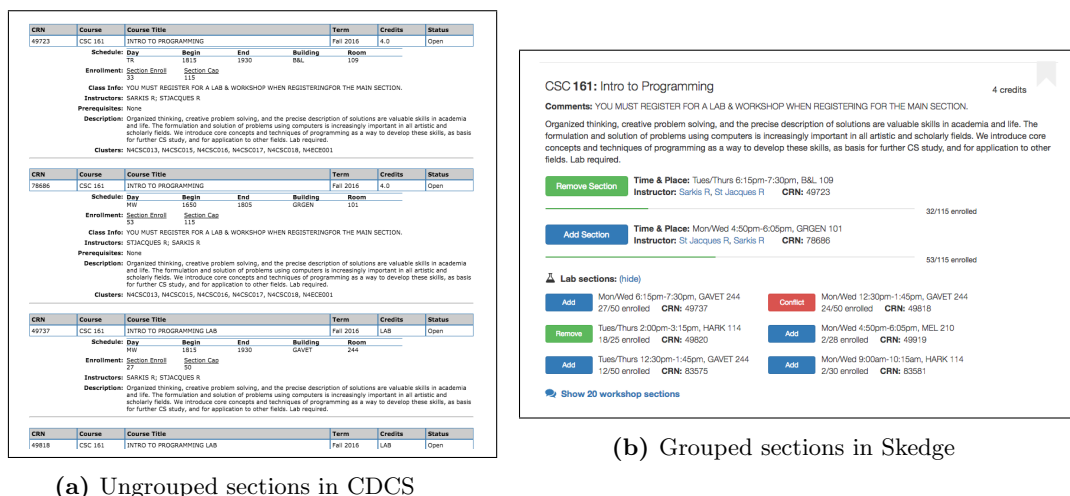 CRN Course Course Title Term Credits Status
49723 CSC 161 INTRO TO PROGRAMMING Fall 2016 4.0 Open
Schedule: Day Begin End Building Room
TR 1815 1930 B&L 109
Enrollment: Section Enroll Section Cap
33 115
Class Info: YOU MUST REGISTER FOR A LAB & WORKSHOP WHEN REGISTERINGFOR THE MAIN SECTION.
Instructors: SARKIS R; STJACQUES R
Prerequisites: None
Description: Organized thinking, creative problem solving, and the precise description of solutions are valuable skills in academia
and life. The formulation and solution of problems using computers is increasingly important in all artistic and
scholarly fields. We introduce core concepts and techniques of programming as a way to develop these skills, as basis
for further CS study, and for application to other fields. Lab required.
Clusters: N4CSC013, N4CSC015, N4CSC016, N4CSC017, N4CSC018, N4ECE001
CRN Course Course Title Term Credits Status
78686 CSC 161 INTRO TO PROGRAMMING Fall 2016 4.0 Open
Schedule: Day Begin End Building Room
MW 1650 1805 GRGEN 101
Enrollment: Section Enroll Section Cap
53 115
Class Info: YOU MUST REGISTER FOR A LAB & WORKSHOP WHEN REGISTERINGFOR THE MAIN SECTION.
Instructors: STJACQUES R; SARKIS R
Prerequisites: None
Description: Organized thinking, creative problem solving, and the precise description of solutions are valuable skills in academia
and life. The formulation and solution of problems using computers is increasingly important in all artistic and
scholarly fields. We introduce core concepts and techniques of programming as a way to develop these skills, as basis
for further CS study, and for application to other fields. Lab required.
Clusters: N4CSC013, N4CSC015, N4CSC016, N4CSC017, N4CSC018, N4ECE001
CRN Course Course Title Term Credits Status
49737 CSC 161 INTRO TO PROGRAMMING LAB Fall 2016 LAB Open
Schedule: Day Begin End Building Room
MW 1815 1930 GAVET 244
Enrollment: Section Enroll Section Cap
27 50
Instructors: SARKIS R; STJACQUES R
Description: Organized thinking, creative problem solving, and the precise description of solutions are valuable skills in academia
and life. The formulation and solution of problems using computers is increasingly important in all artistic and
scholarly fields. We introduce core concepts and techniques of programming as a way to develop these skills, as basis
for further CS study, and for application to other fields. Lab required.
CRN Course Course Title Term Credits Status
49818 CSC 161 INTRO TO PROGRAMMING LAB Fall 2016 LAB Open
(a) Ungrouped sections in CDCS
CSC 161: Intro to Programming 4 credits
Comments: YOU MUST REGISTER FOR A LAB & WORKSHOP WHEN REGISTERING FOR THE MAIN SECTION.
Organized thinking, creative problem solving, and the precise description of solutions are valuable skills in academia and life. The
formulation and solution of problems using computers is increasingly important in all artistic and scholarly fields. We introduce core
concepts and techniques of programming as a way to develop these skills, as basis for further CS study, and for application to other
fields. Lab required.
Remove Section Time & Place: Tues/Thurs 6:15pm-7:30pm, B&L 109
Instructor: Sarkis R, St Jacques R CRN: 49723
32/115 enrolled
Add Section Time & Place: Mon/Wed 4:50pm-6:05pm, GRGEN 101
Instructor: St Jacques R, Sarkis R CRN: 78686
53/115 enrolled
Lab sections: (hide)
Add Mon/Wed 6:15pm-7:30pm, GAVET 244 Conflict Mon/Wed 12:30pm-1:45pm, GAVET 244
27/50 enrolled CRN: 49737 24/50 enrolled CRN: 49818
Remove Tues/Thurs 2:00pm-3:15pm, HARK 114 Add Mon/Wed 4:50pm-6:05pm, MEL 210
18/25 enrolled CRN: 49820 2/28 enrolled CRN: 49919
Add Tues/Thurs 12:30pm-1:45pm, GAVET 244 Add Mon/Wed 9:00am-10:15am, HARK 114
12/50 enrolled CRN: 83575 2/30 enrolled CRN: 83581
Show 20 workshop sections
(b) Grouped sections in Skedge